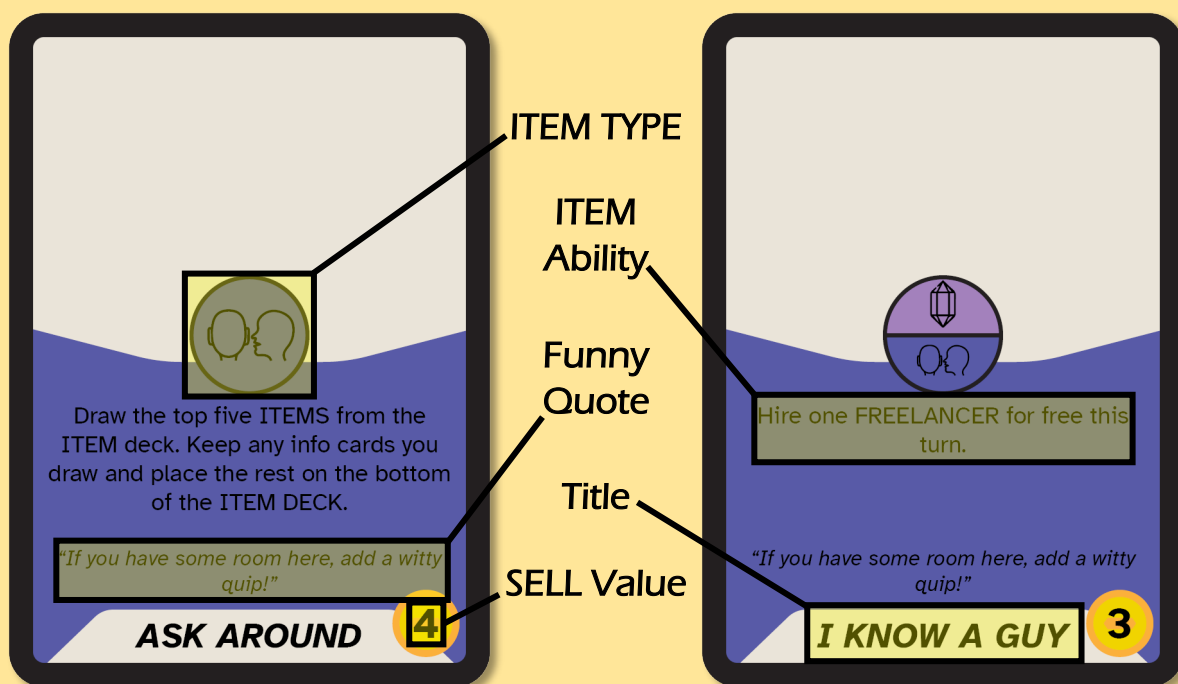 Draw the top five ITEMS from the
ITEM deck. Keep any info cards you
draw and place the rest on the bottom
of the ITEM DECK.
“If you have some room here, add a witty
quip!”
ASK AROUND
4
ITEM TYPE
ITEM
Ability
Funny
Quote
Title
SELL Value
Hire one FREELANCER for free this
turn.
“If you have some room here, add a witty
quip!”
I KNOW A GUY
3